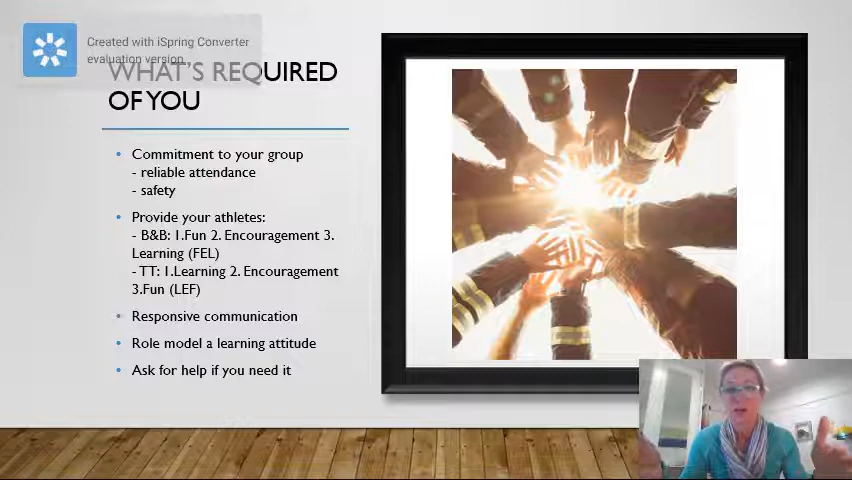 Created with iSpring Converter
evaluation version
WHAT'S REQUIRED
OF YOU
• Commitment to your group
- reliable attendance
- safety
• Provide your athletes:
- B&B: 1.Fun 2. Encouragement 3.
Learning (FEL)
- TT: 1.Learning 2. Encouragement
3.Fun (LEF)
• Responsive communication
• Role model a learning attitude
• Ask for help if you need it